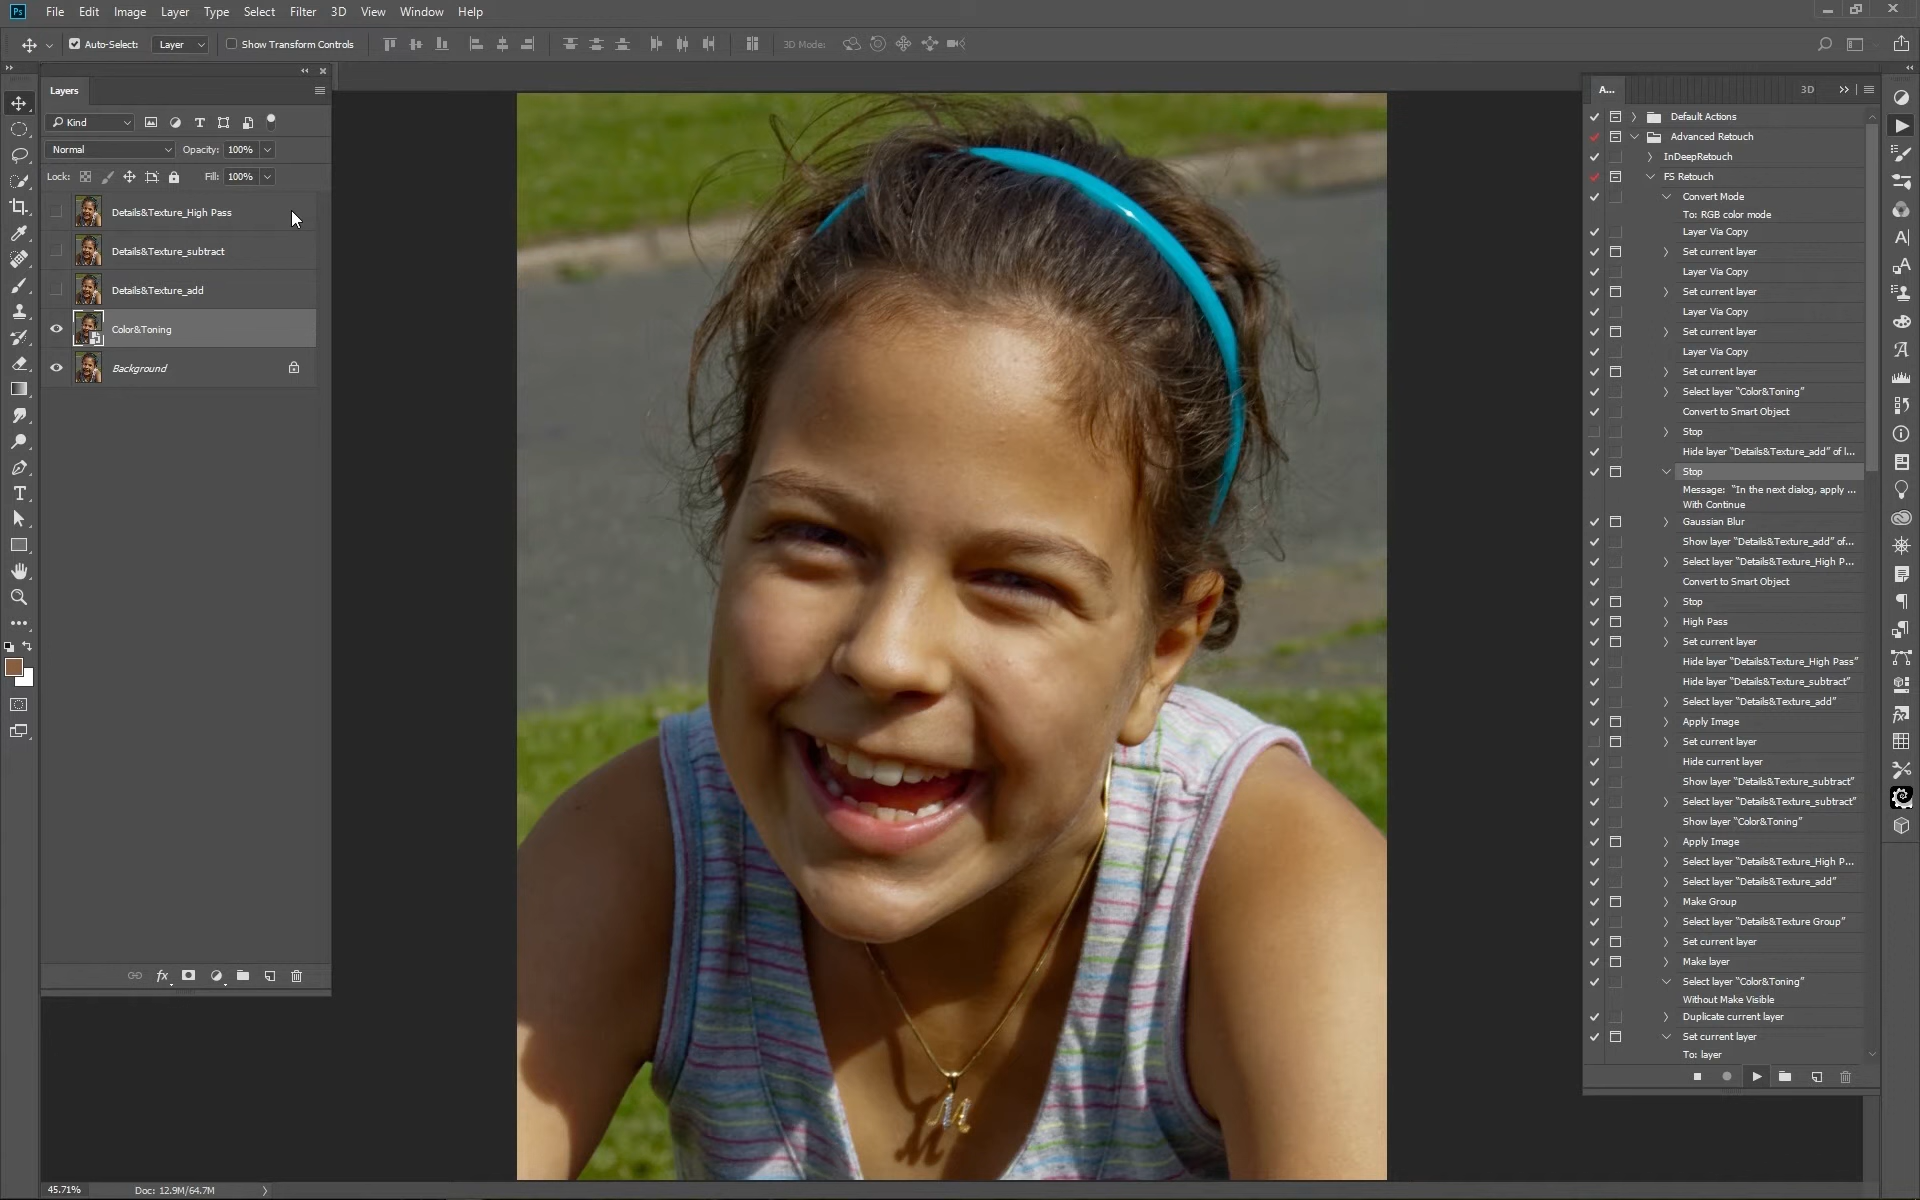 Ps File Edit Image Layer Type Select Filter 3D View Window Help
Auto-Select: Layer Show Transform Controls 3D Mode:
Layers
Kind
Normal Opacity: 100%
Lock: Fill: 100%
Details&Texture_High Pass
Details&Texture_subtract
Details&Texture_add
Color&Toning
Background
fx
45.71% Doc: 12.9M/64.7M
M
A... 3D
Default Actions
Advanced Retouch
InDeepRetouch
FS Retouch
Convert Mode
To: RGB color mode
Layer Via Copy
Set current layer
Layer Via Copy
Set current layer
Layer Via Copy
Set current layer
Layer Via Copy
Set current layer
Select layer “Color&Toning”
Convert to Smart Object
Stop
Hide layer “Details&Texture_add” of l...
Stop
Message: “In the next dialog, apply ...
With Continue
Gaussian Blur
Show layer “Details&Texture_add” of...
Select layer “Details&Texture_High P...
Convert to Smart Object
Stop
High Pass
Set current layer
Hide layer “Details&Texture_High Pass”
Hide layer “Details&Texture_subtract”
Select layer “Details&Texture_add”
Apply Image
Set current layer
Hide current layer
Show layer “Details&Texture_subtract”
Select layer “Details&Texture_subtract”
Show layer “Color&Toning”
Apply Image
Select layer “Details&Texture_High P...
Select layer “Details&Texture_add”
Make Group
Select layer “Details&Texture Group”
Set current layer
Make layer
Select layer “Color&Toning”
Without Make Visible
Duplicate current layer
Set current layer
To: layer